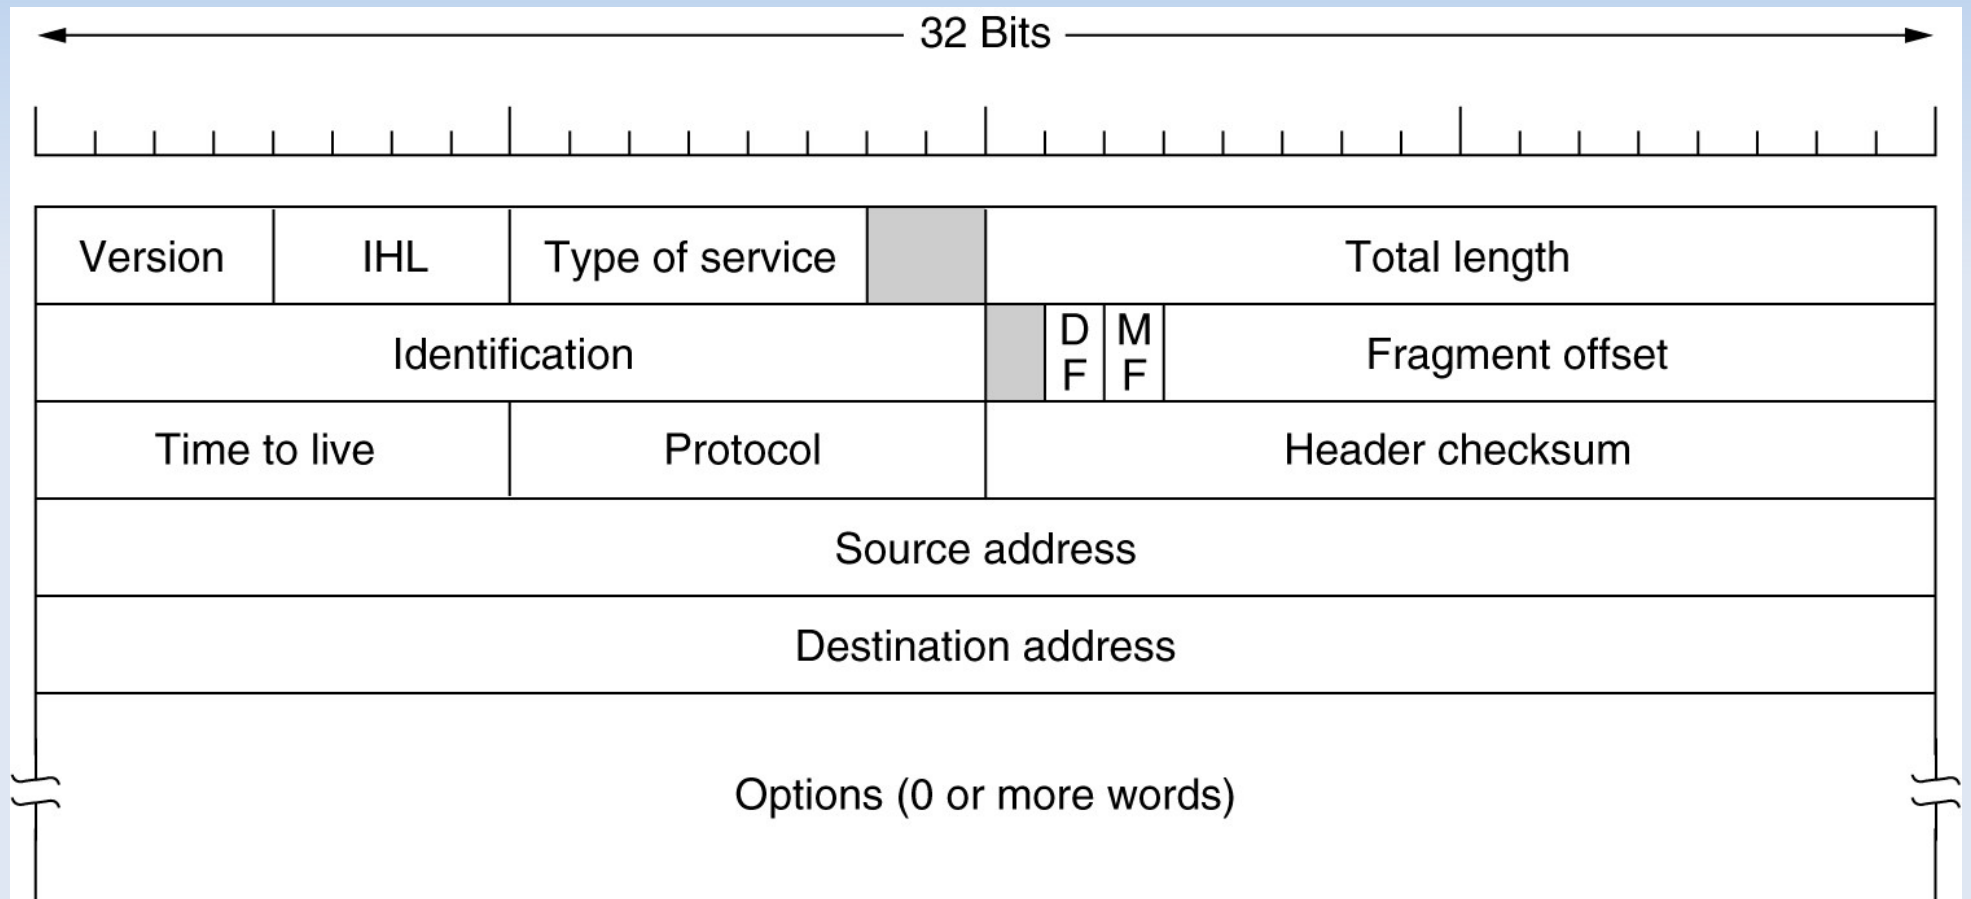 32 Bits
Version IHL Type of service Total length
Identification D F M F Fragment offset
Time to live Protocol Header checksum
Source address
Destination address
Options (0 or more words)